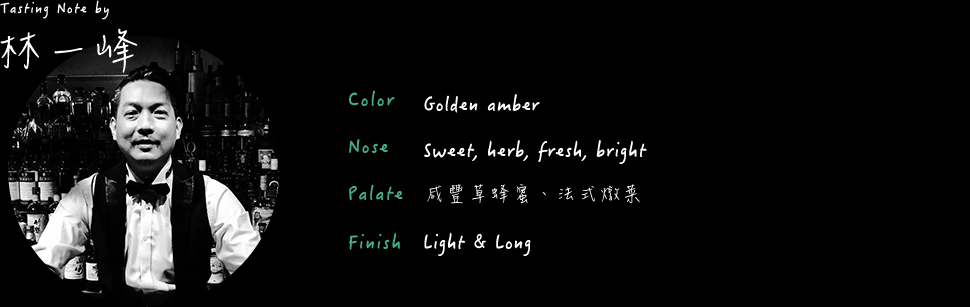 Tasting Note by
林一峰
Color Golden amber
Nose Sweet, herb, fresh, bright
Palate 咸豐草蜂蜜、法式燉菜
Finish Light & Long